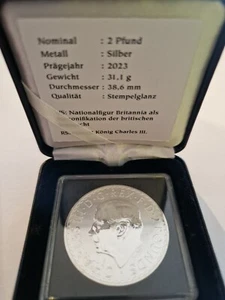 Nominal : 2 Pfund
Metall : Silber
Prägejahr : 2023
Gewicht : 31,1 g
Durchmesser : 38,6 mm
Qualität : Stempelglanz
Nationalfigur Britannia als
der britischen
König Charles III.